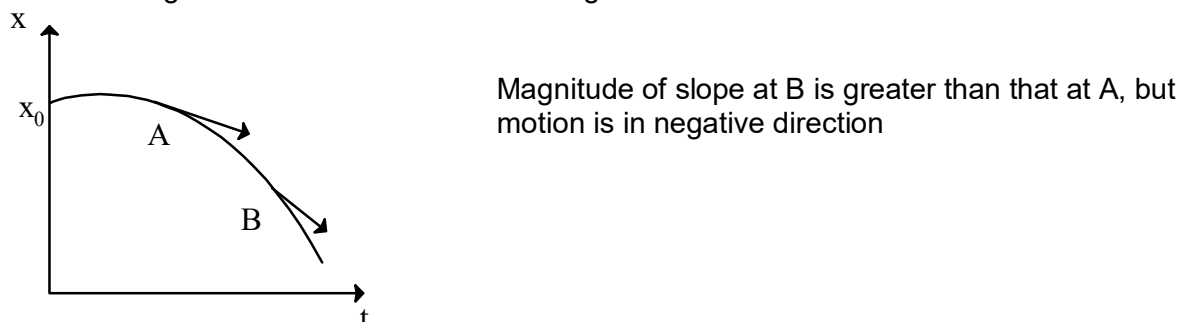 x
x0
Magnitude of slope at B is greater than that at A, but
motion is in negative direction
A
B
t